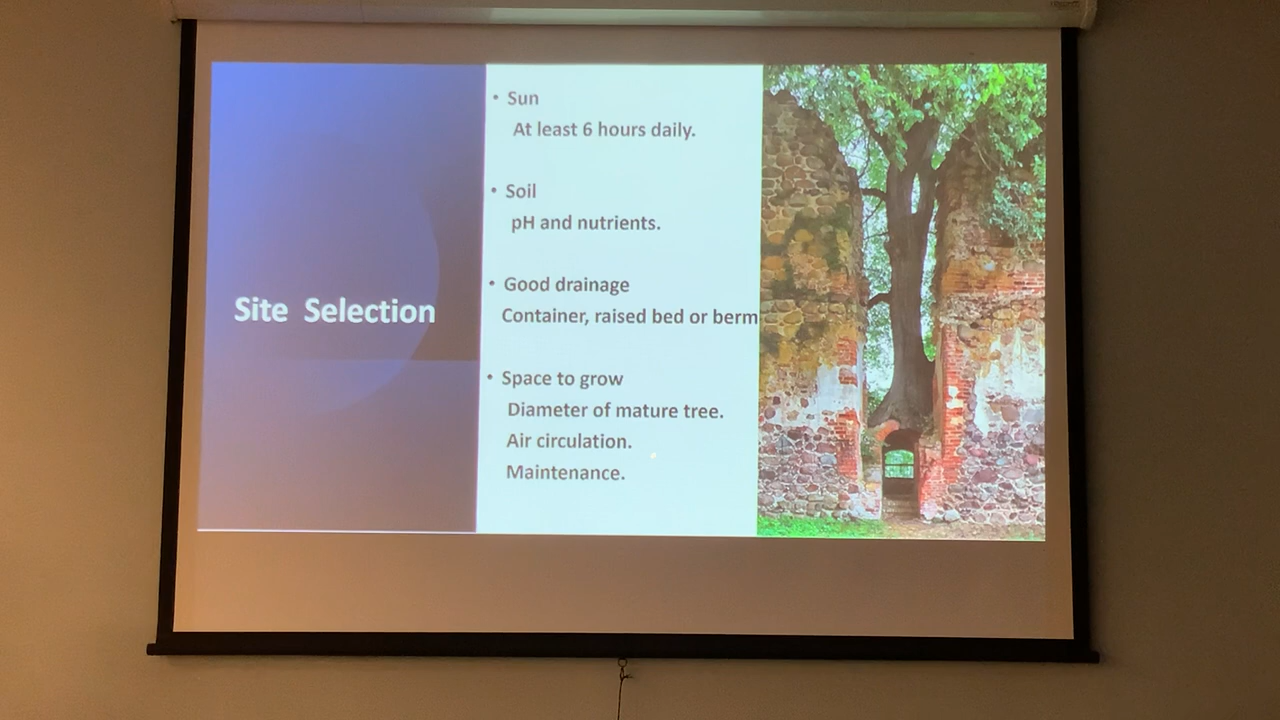 Site Selection
• Sun
At least 6 hours daily.
• Soil
pH and nutrients.
• Good drainage
Container, raised bed or berm
• Space to grow
Diameter of mature tree.
Air circulation.
Maintenance.